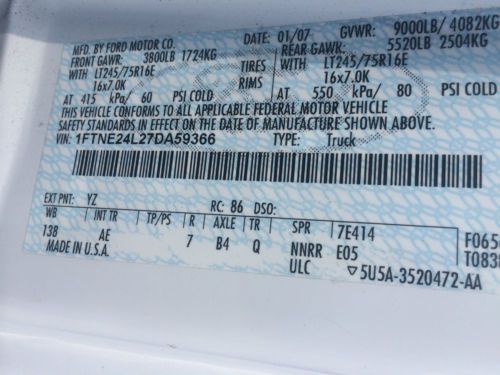 MFD. BY FORD MOTOR CO. DATE: 01/07 GVWR: 9000LB/ 4082KG
FRONT GAWR: 3800LB 1724KG REAR GAWR: 5520LB 2504KG
WITH LT245/75R16E TIRES WITH LT245/75R16E
16x7.0K RIMS 16x7.0K
AT 415 kPa/ 60 PSI COLD AT 550 kPa/ 80 PSI COLD
THIS VEHICLE CONFORMS TO ALL APPLICABLE FEDERAL MOTOR VEHICLE
SAFETY STANDARDS IN EFFECT ON THE DATE OF MANUFACTURE SHOWN ABOVE.
VIN: 1FTNE24L27DA59366 TYPE: Truck
EXT PNT: YZ RC: 86 DSO:
WB INT TR TP/PS R AXLE TR SPR 7E414 F065
138 AE 7 B4 Q NNRR E05
MADE IN U.S.A. ULC ▽5U5A-3520472-AA